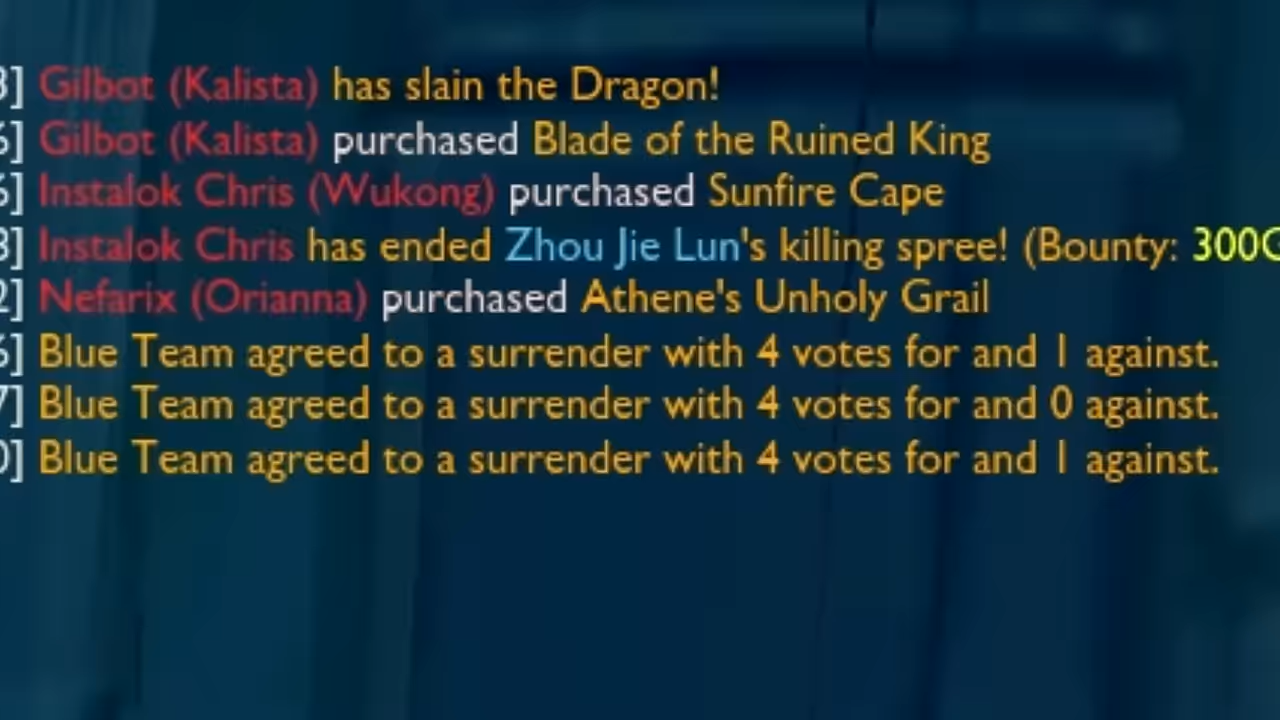 3] Gilbot (Kalista) has slain the Dragon!
6] Gilbot (Kalista) purchased Blade of the Ruined King
6] Instalok Chris (Wukong) purchased Sunfire Cape
3] Instalok Chris has ended Zhou Jie Lun's killing spree! (Bounty: 300G
2] Nefarix (Orianna) purchased Athene's Unholy Grail
6] Blue Team agreed to a surrender with 4 votes for and 1 against.
7] Blue Team agreed to a surrender with 4 votes for and 0 against.
0] Blue Team agreed to a surrender with 4 votes for and 1 against.